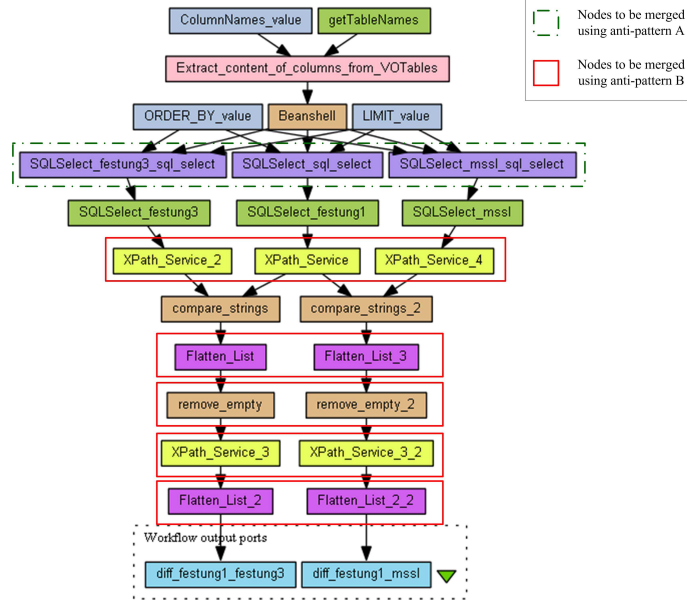 ColumnNames_value getTableNames
Nodes to be merged
using anti-pattern A
Nodes to be merged
using anti-pattern B
Extract_content_of_columns_from_VOTables
ORDER_BY_value Beanshell LIMIT_value
SQLSelect_festung3_sql_select SQLSelect_sql_select SQLSelect_mssl_sql_select
SQLSelect_festung3 SQLSelect_festung1 SQLSelect_mssl
XPath_Service_2 XPath_Service XPath_Service_4
compare_strings compare_strings_2
Flatten_List Flatten_List_3
remove_empty remove_empty_2
XPath_Service_3 XPath_Service_3_2
Flatten_List_2 Flatten_List_2_2
Workflow output ports
diff_festung1_festung3 diff_festung1_mssl